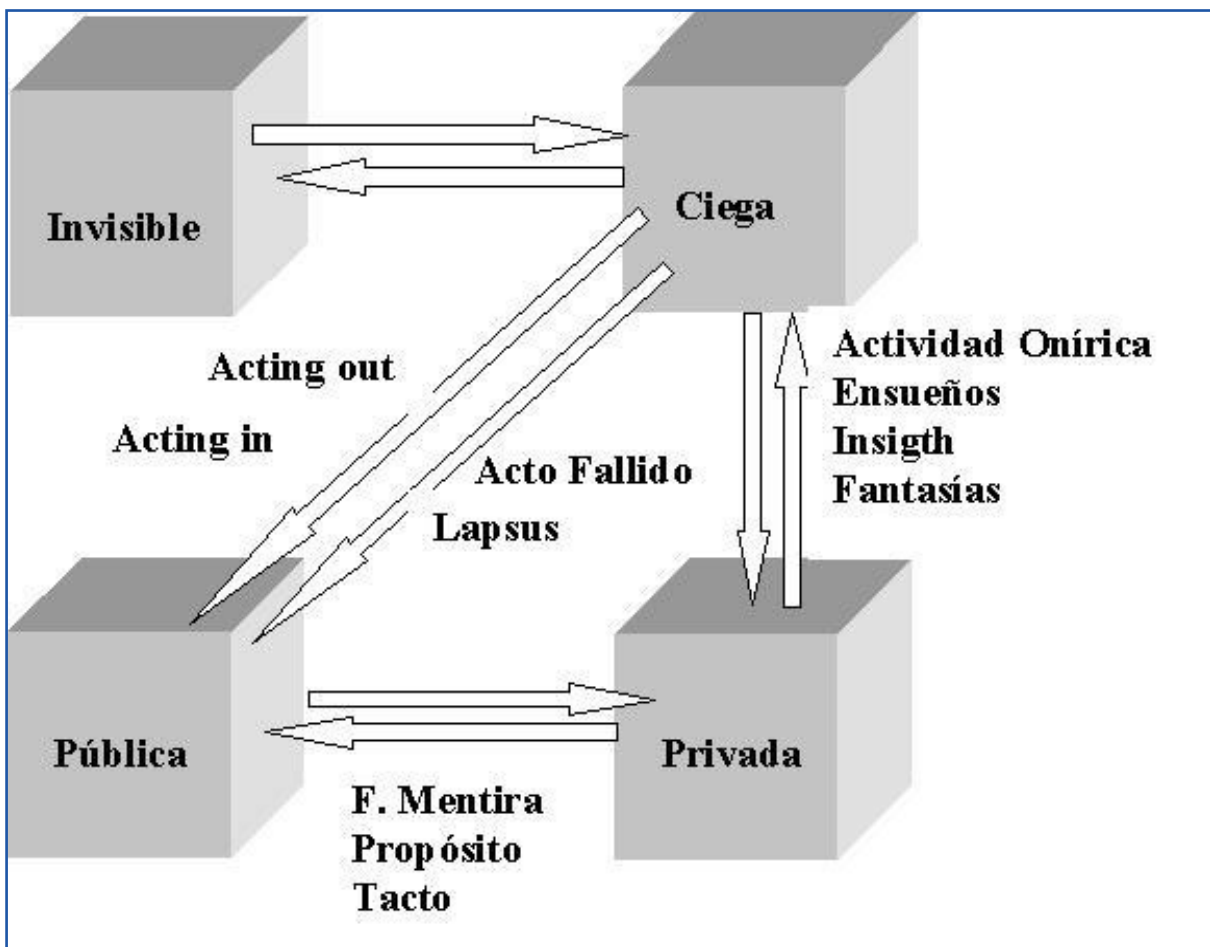 Invisible
Ciega
Acting out
Acting in
Acto Fallido
Lapsus
Actividad Onírica
Ensueños
Insigth
Fantasías
Pública
Privada
F. Mentira
Propósito
Tacto